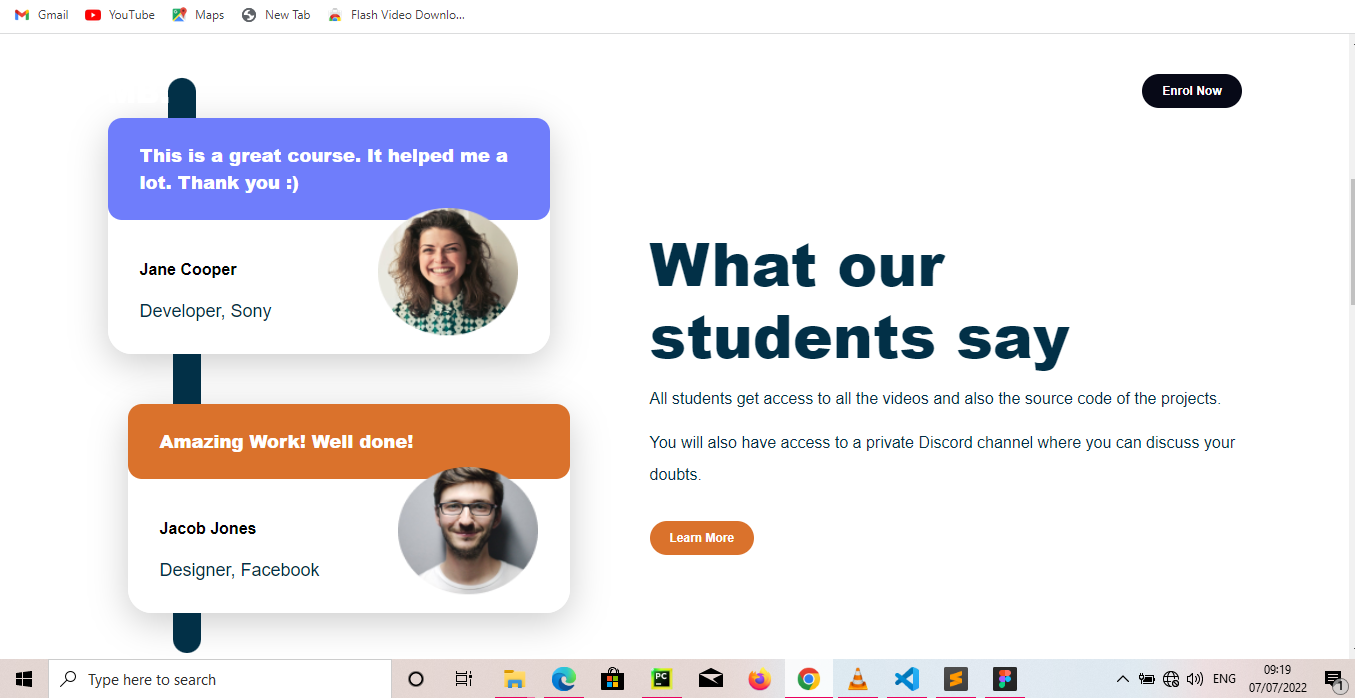 Gmail YouTube Maps New Tab Flash Video Downlo...
Enrol Now
This is a great course. It helped me a
lot. Thank you :)
Jane Cooper
Developer, Sony
Amazing Work! Well done!
Jacob Jones
Designer, Facebook
What our
students say
All students get access to all the videos and also the source code of the projects.
You will also have access to a private Discord channel where you can discuss your
doubts.
Learn More
Type here to search
PC
ENG
09:19
07/07/2022
1